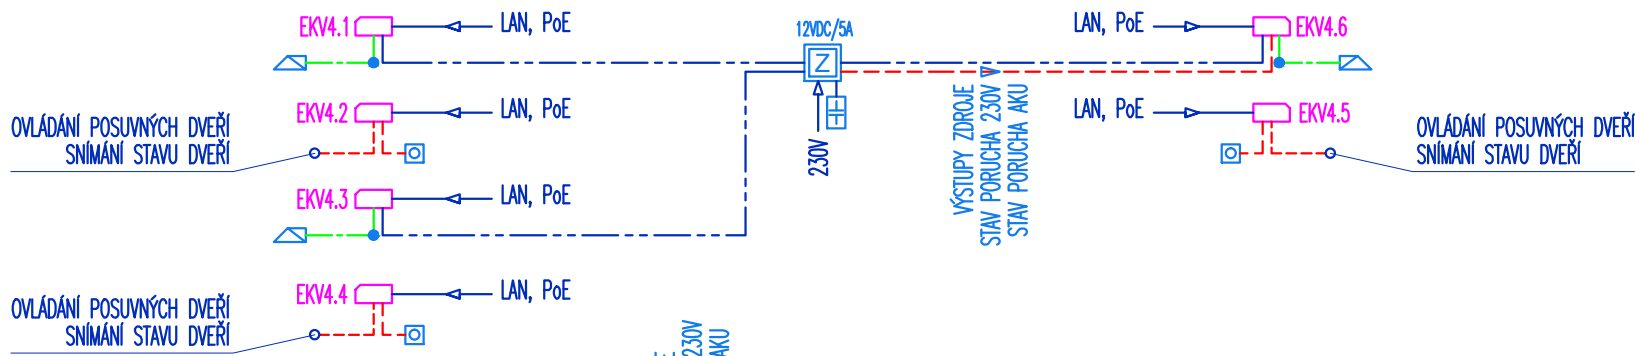 EKV4.1
LAN, PoE
12VDC/5A
Z
230V
LAN, PoE
EKV4.6
OVLÁDÁNÍ POSUVNÝCH DVEŘÍ
SNÍMÁNÍ STAVU DVEŘÍ
EKV4.2
LAN, PoE
VÝSTUPY ZDROJE
STAV PORUCHA 230V
STAV PORUCHA AKU
LAN, PoE
EKV4.5
OVLÁDÁNÍ POSUVNÝCH DVEŘÍ
SNÍMÁNÍ STAVU DVEŘÍ
EKV4.3
LAN, PoE
OVLÁDÁNÍ POSUVNÝCH DVEŘÍ
SNÍMÁNÍ STAVU DVEŘÍ
EKV4.4
LAN, PoE
230V
AKU